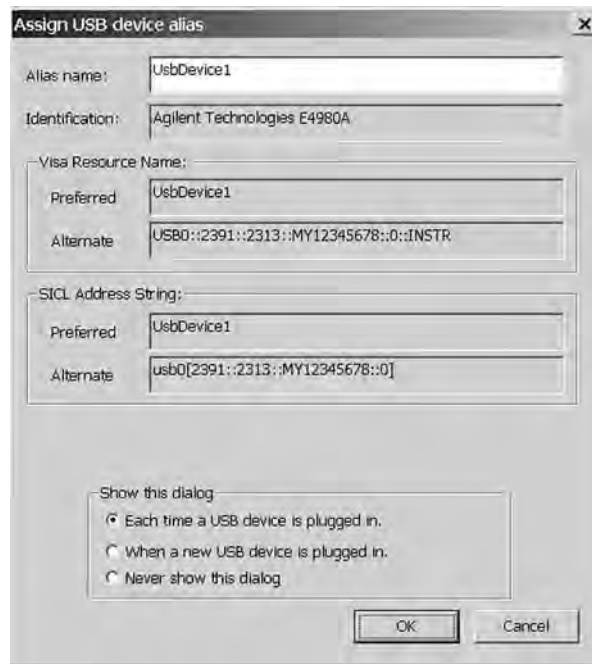 Assign USB device alias
Alias name: UsbDevice1
Identification: Agilent Technologies E4980A
Visa Resource Name:
Preferred UsbDevice1
Alternate USB0::2391::2313::MY12345678::0::INSTR
SICL Address String:
Preferred UsbDevice1
Alternate usb0[2391::2313::MY12345678::0]
Show this dialog
Each time a USB device is plugged in.
When a new USB device is plugged in.
Never show this dialog
OK Cancel